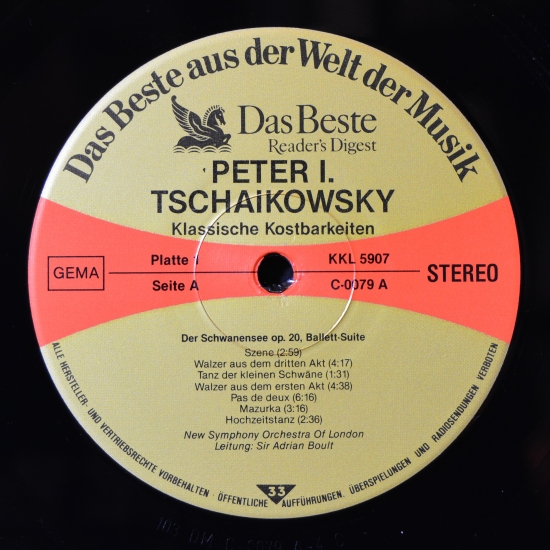 Das Beste aus der Welt der Musik
Das Beste
Reader's Digest
PETER I.
TSCHAIKOWSKY
Klassische Kostbarkeiten
GEMA
Platte 1
KKL 5907
Seite A
C-0079 A
STEREO
Der Schwanensee op. 20, Ballett-Suite
Szene (2:59)
Walzer aus dem dritten Akt (4:17)
Tanz der kleinen Schwäne (1:31)
Walzer aus dem ersten Akt (4:38)
Pas de deux (6:16)
Mazurka (3:16)
Hochzeitstanz (2:36)
New Symphony Orchestra Of London
Leitung: Sir Adrian Boult
ALLE HERSTELLER- UND VERTRIEBSRECHTE VORBEHALTEN · ÖFFENTLICHE AUFFÜHRUNGEN, ÜBERSPIELUNGEN UND RADIOSENDUNGEN VERBOTEN
33